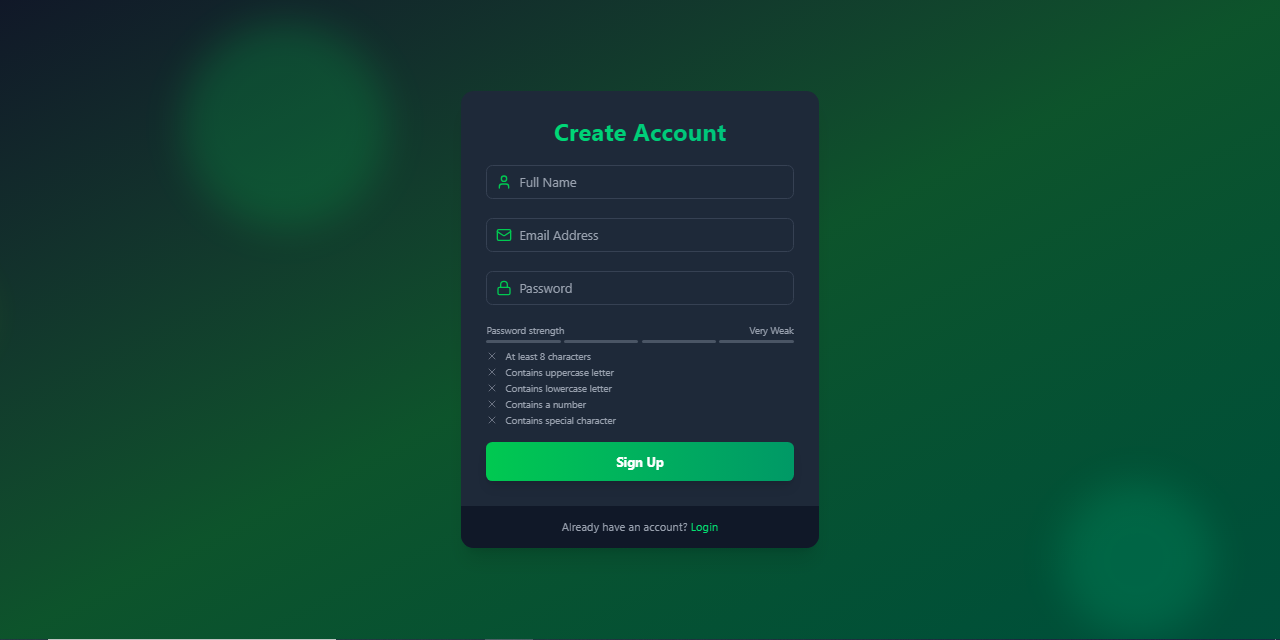 Create Account
Full Name
Email Address
Password
Password strength Very Weak
At least 8 characters
Contains uppercase letter
Contains lowercase letter
Contains a number
Contains special character
Sign Up
Already have an account? Login